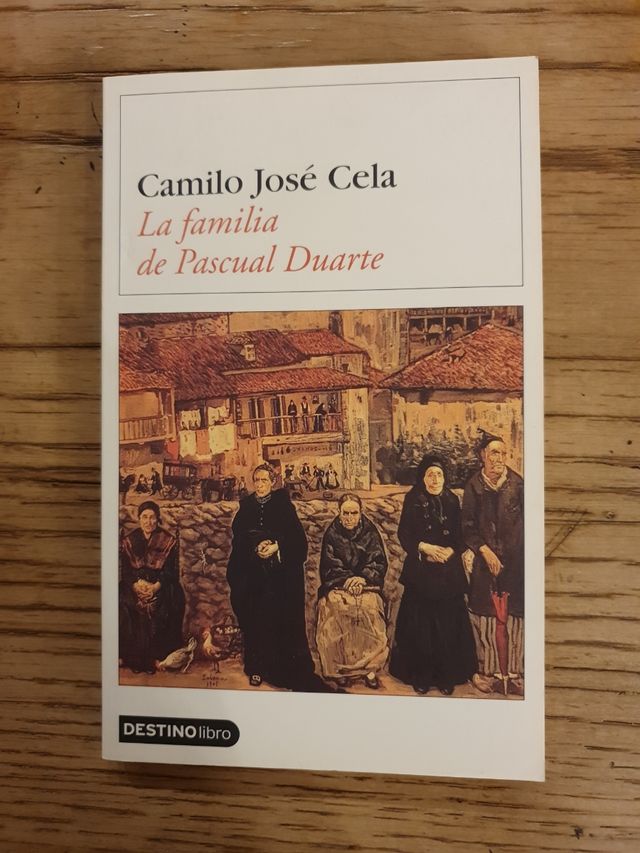 Camilo José Cela
La familia
de Pascual Duarte
DESTINOlibro